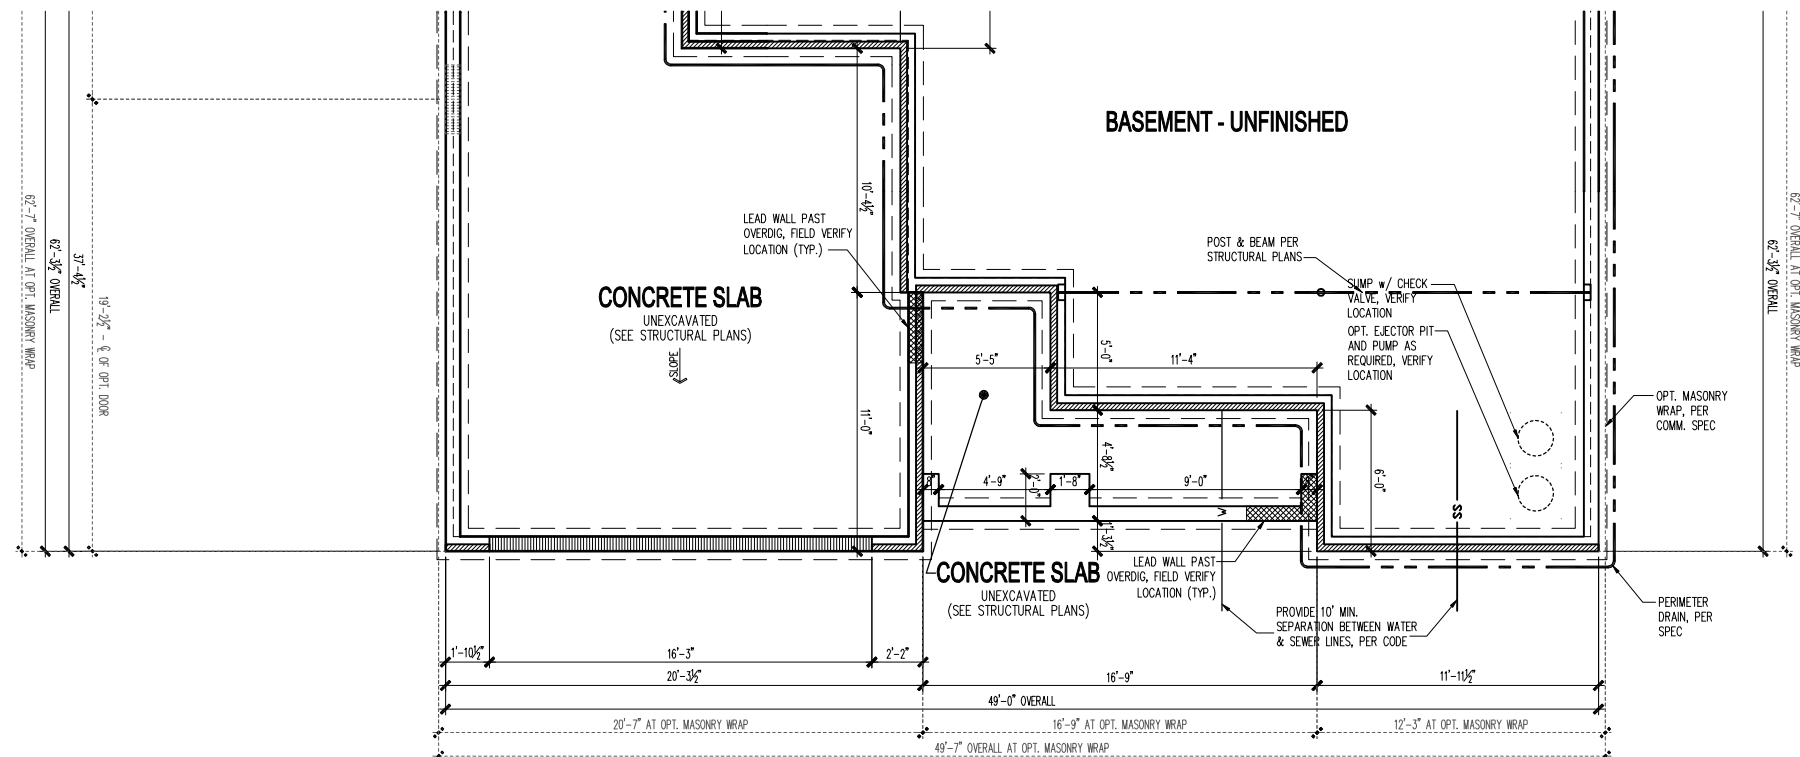 BASEMENT - UNFINISHED
10'-4½"
LEAD WALL PAST
OVERDIG, FIELD VERIFY
LOCATION (TYP.)
62'-7" OVERALL AT OPT. MASONRY WRAP
62'-3½" OVERALL
37'-4½"
19'-2½" - ℄ OF OPT. DOOR
POST & BEAM PER
STRUCTURAL PLANS
62'-3½" OVERALL
62'-7" OVERALL AT OPT. MASONRY WRAP
SUMP w/ CHECK
VALVE, VERIFY
LOCATION
CONCRETE SLAB
UNEXCAVATED
(SEE STRUCTURAL PLANS)
SLOPE
OPT. EJECTOR PIT
AND PUMP AS
REQUIRED, VERIFY
LOCATION
5'-5"
5'-0"
11'-4"
11'-0"
OPT. MASONRY
WRAP, PER
COMM. SPEC
4'-8½"
6'-0"
8"
4'-9"
2'-0"
1'-8"
9'-0"
W
SS
1'-3½"
LEAD WALL PAST
OVERDIG, FIELD VERIFY
LOCATION (TYP.)
CONCRETE SLAB
UNEXCAVATED
(SEE STRUCTURAL PLANS)
PROVIDE 10' MIN.
SEPARATION BETWEEN WATER
& SEWER LINES, PER CODE
PERIMETER
DRAIN, PER
SPEC
1'-10½"
16'-3"
2'-2"
20'-3½"
16'-9"
11'-11½"
49'-0" OVERALL
20'-7" AT OPT. MASONRY WRAP
16'-9" AT OPT. MASONRY WRAP
12'-3" AT OPT. MASONRY WRAP
49'-7" OVERALL AT OPT. MASONRY WRAP